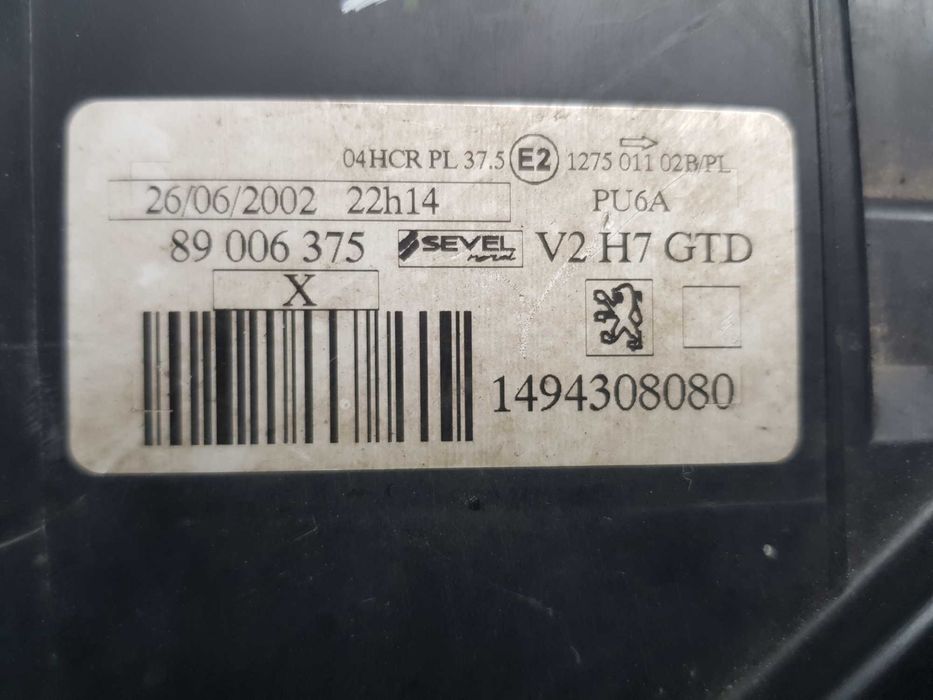 04HCR PL 37.5 E2 1275 011 02B/PL
26/06/2002 22h14 PU6A
89 006 375 SEVEL nord V2 H7 GTD
X
1494308080